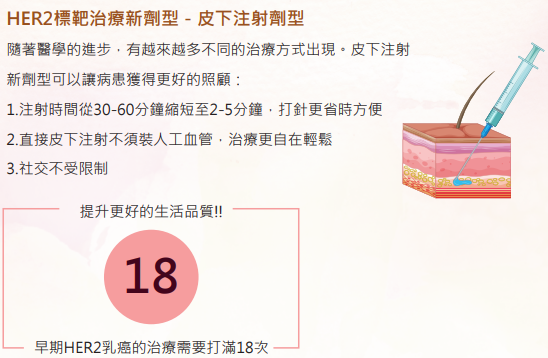 HER2標靶治療新劑型 - 皮下注射劑型
隨著醫學的進步，有越來越多不同的治療方式出現。皮下注射
新劑型可以讓病患獲得更好的照顧：
1.注射時間從30-60分鐘縮短至2-5分鐘，打針更省時方便
2.直接皮下注射不須裝人工血管，治療更自在輕鬆
3.社交不受限制
提升更好的生活品質!!
18
早期HER2乳癌的治療需要打滿18次